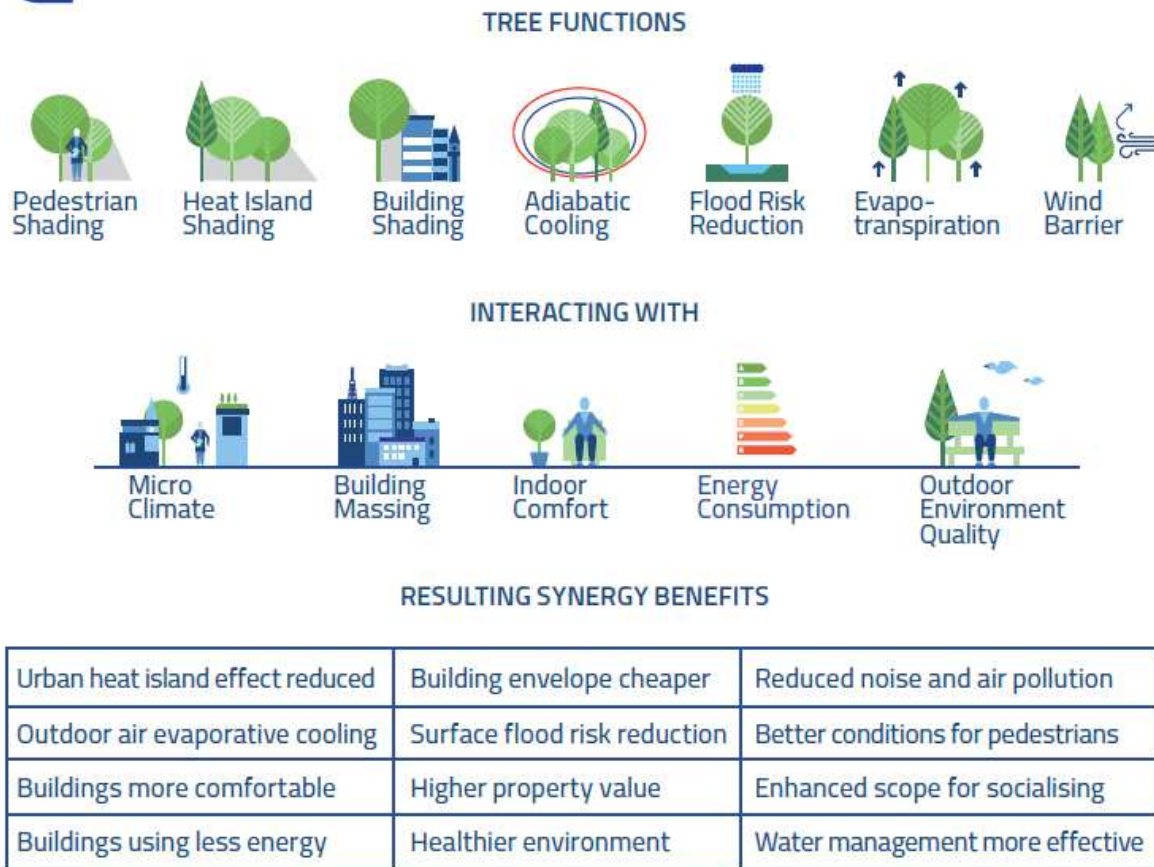 TREE FUNCTIONS
Pedestrian
Shading
Heat Island
Shading
Building
Shading
Adiabatic
Cooling
Flood Risk
Reduction
Evapo-
transpiration
Wind
Barrier
INTERACTING WITH
Micro
Climate
Building
Massing
Indoor
Comfort
Energy
Consumption
Outdoor
Environment
Quality
RESULTING SYNERGY BENEFITS
Urban heat island effect reduced
Building envelope cheaper
Reduced noise and air pollution
Outdoor air evaporative cooling
Surface flood risk reduction
Better conditions for pedestrians
Buildings more comfortable
Higher property value
Enhanced scope for socialising
Buildings using less energy
Healthier environment
Water management more effective